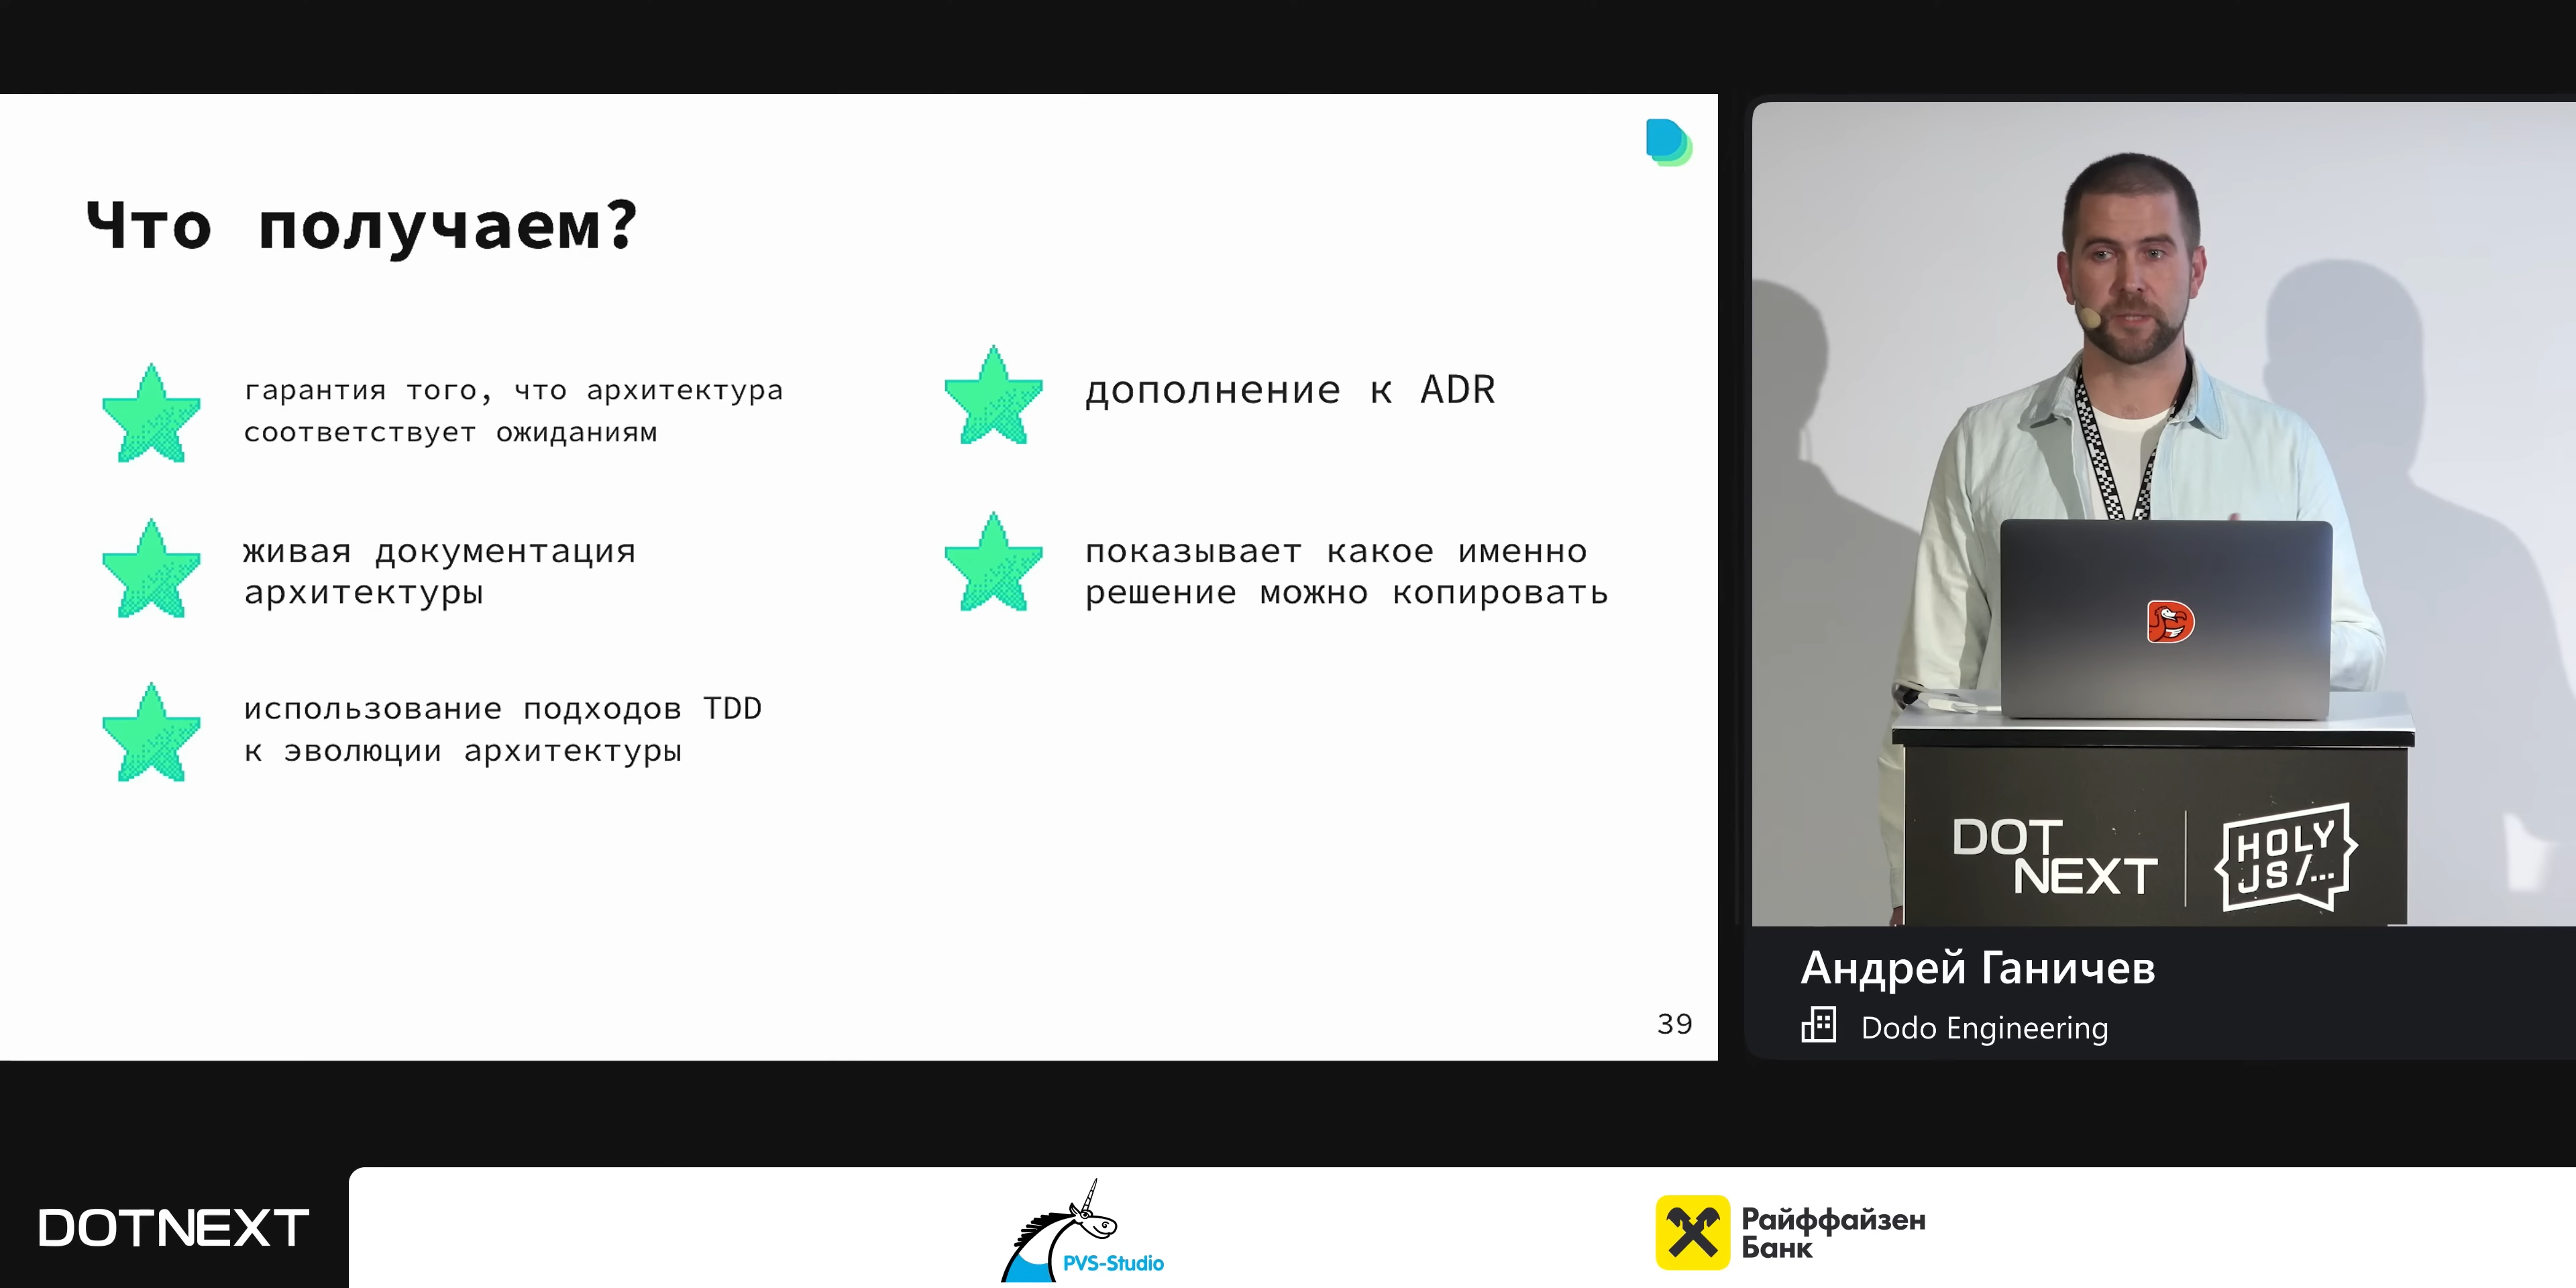 Что получаем?
гарантия того, что архитектура
соответствует ожиданиям
живая документация
архитектуры
использование подходов TDD
к эволюции архитектуры
дополнение к ADR
показывает какое именно
решение можно копировать
39
DOT
NEXT
HOLY
JS/...
Андрей Ганичев
Dodo Engineering
DOTNEXT
PVS-Studio
Райффайзен
Банк